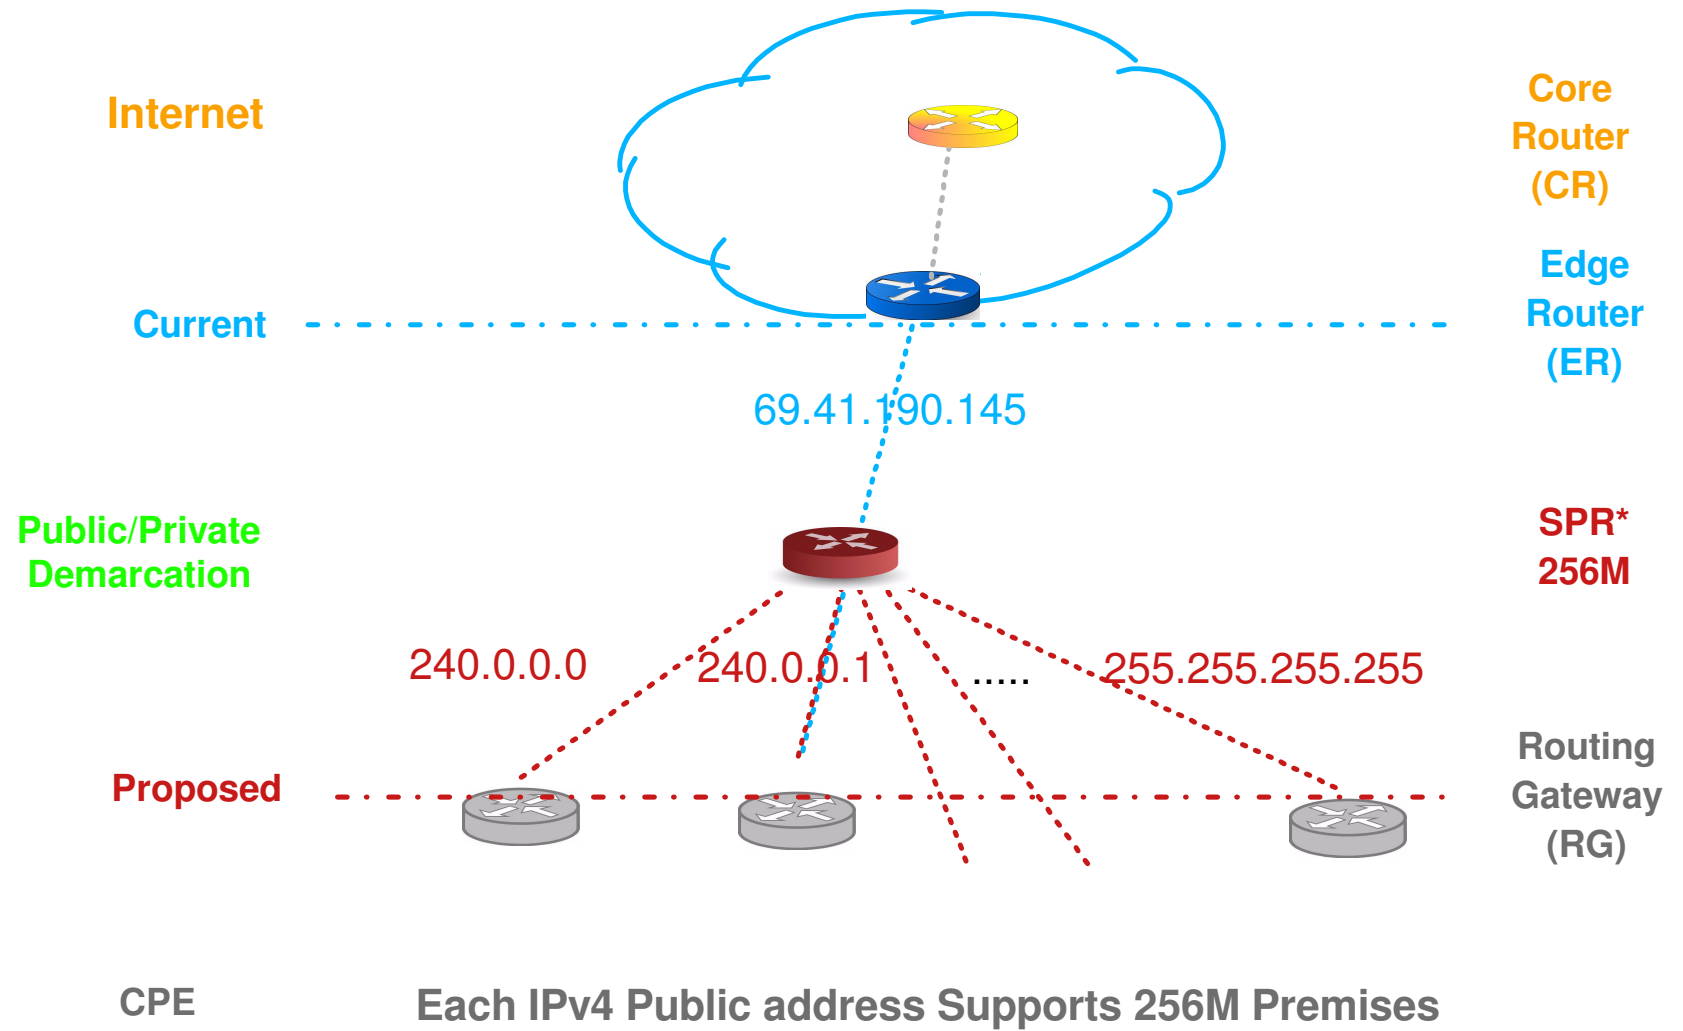 Internet
Core
Router
(CR)
Edge
Router
(ER)
Current
69.41.190.145
Public/Private
Demarcation
SPR*
256M
240.0.0.0
240.0.0.1
.....
255.255.255.255
Proposed
Routing
Gateway
(RG)
CPE
Each IPv4 Public address Supports 256M Premises